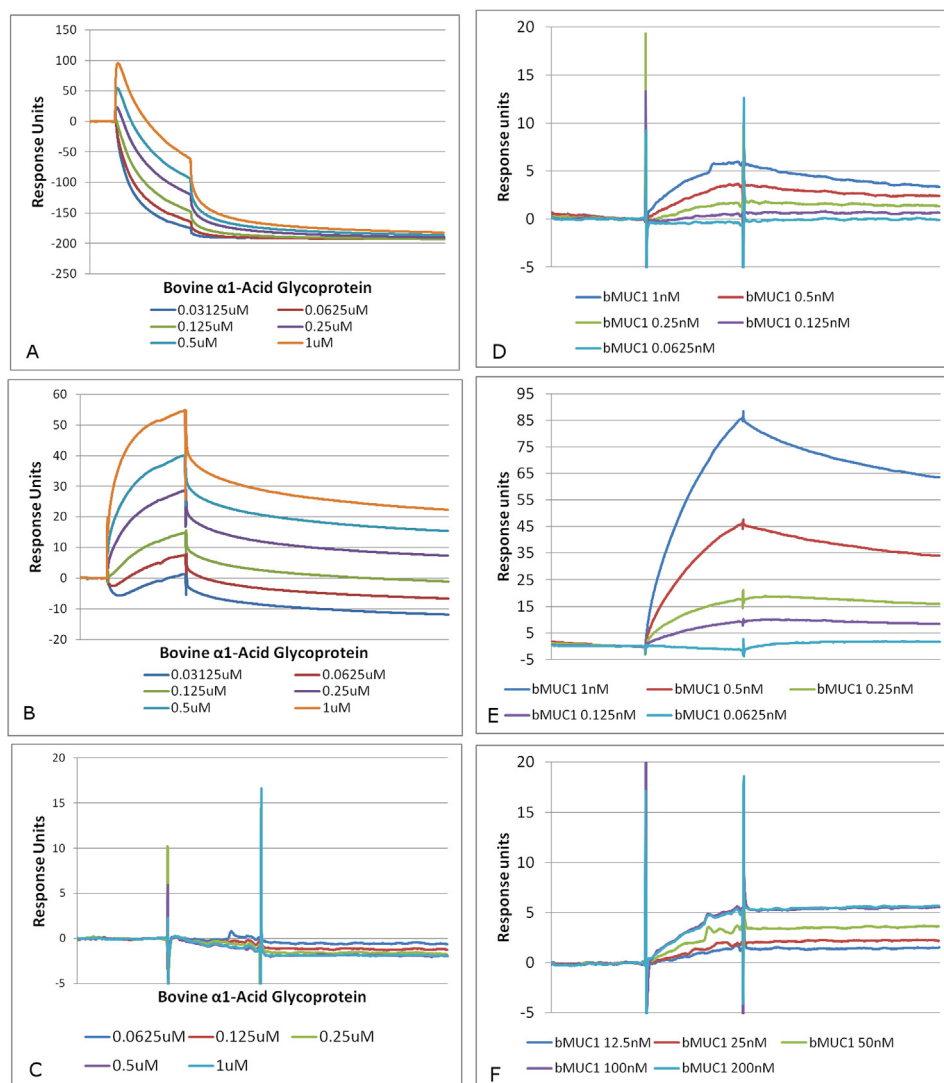 150
100
50
0
-50
-100
-150
-200
-250
Response Units
Bovine α1-Acid Glycoprotein
0.03125uM 0.0625uM
0.125uM 0.25uM
0.5uM 1uM
A
60
50
40
30
20
10
0
-10
-20
Response Units
Bovine α1-Acid Glycoprotein
0.03125uM 0.0625uM
0.125uM 0.25uM
0.5uM 1uM
B
20
15
10
5
0
-5
Response Units
Bovine α1-Acid Glycoprotein
0.0625uM 0.125uM 0.25uM
0.5uM 1uM
C
20
15
10
5
0
-5
Response units
bMUC1 1nM bMUC1 0.5nM
bMUC1 0.25nM bMUC1 0.125nM
bMUC1 0.0625nM
D
95
85
75
65
55
45
35
25
15
5
-5
Response Units
bMUC1 1nM bMUC1 0.5nM bMUC1 0.25nM
bMUC1 0.125nM bMUC1 0.0625nM
E
20
15
10
5
0
-5
Response units
bMUC1 12.5nM bMUC1 25nM bMUC1 50nM
bMUC1 100nM bMUC1 200nM
F